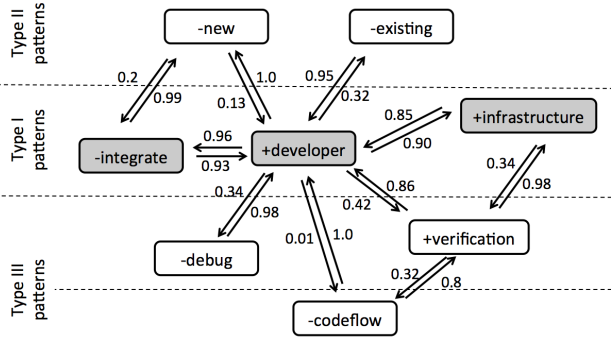 Type II
patterns
-new
-existing
0.2
0.99
1.0
0.13
0.95
0.32
Type I
patterns
-integrate
0.96
0.93
+developer
0.85
0.90
+infrastructure
0.34
0.98
0.34
0.98
0.86
0.42
0.01
1.0
+verification
Type III
patterns
-debug
0.32
0.8
-codeflow